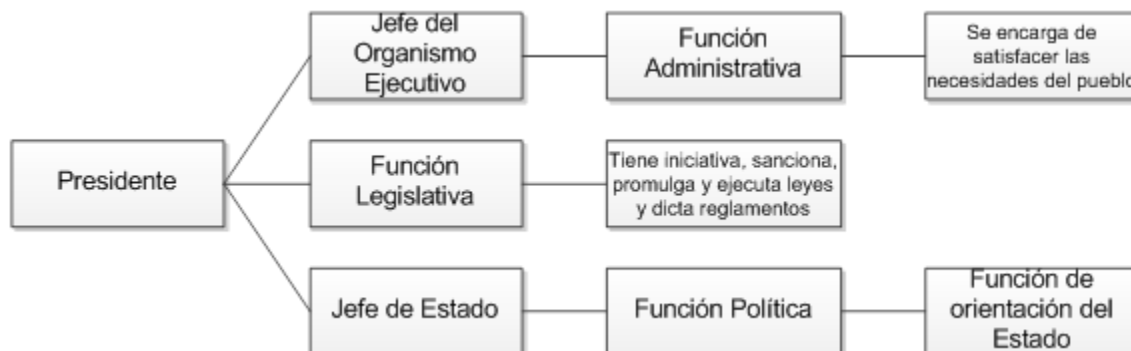 Jefe del
Organismo
Ejecutivo
Función
Administrativa
Se encarga de
satisfacer las
necesidades del pueblo
Presidente
Función
Legislativa
Tiene iniciativa, sanciona,
promulga y ejecuta leyes
y dicta reglamentos
Jefe de Estado
Función Política
Función de
orientación del
Estado